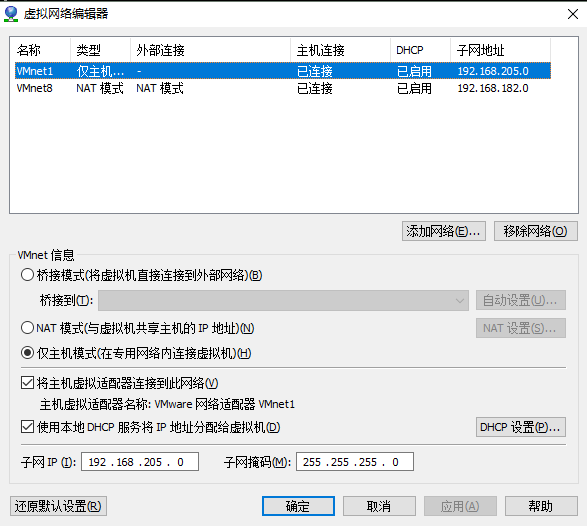 虚拟网络编辑器
名称 类型 外部连接 主机连接 DHCP 子网地址
VMnet1 仅主机... - 已连接 已启用 192.168.205.0
VMnet8 NAT 模式 NAT 模式 已连接 已启用 192.168.182.0
添加网络(E)... 移除网络(O)
VMnet 信息
桥接模式(将虚拟机直接连接到外部网络)(B)
桥接到(T): 自动设置(U)...
NAT 模式(与虚拟机共享主机的 IP 地址)(N) NAT 设置(S)...
仅主机模式(在专用网络内连接虚拟机)(H)
将主机虚拟适配器连接到此网络(V)
主机虚拟适配器名称: VMware 网络适配器 VMnet1
使用本地 DHCP 服务将 IP 地址分配给虚拟机(D) DHCP 设置(P)...
子网 IP (I): 192 .168 .205 . 0 子网掩码(M): 255 .255 .255 . 0
还原默认设置(R) 确定 取消 应用(A) 帮助